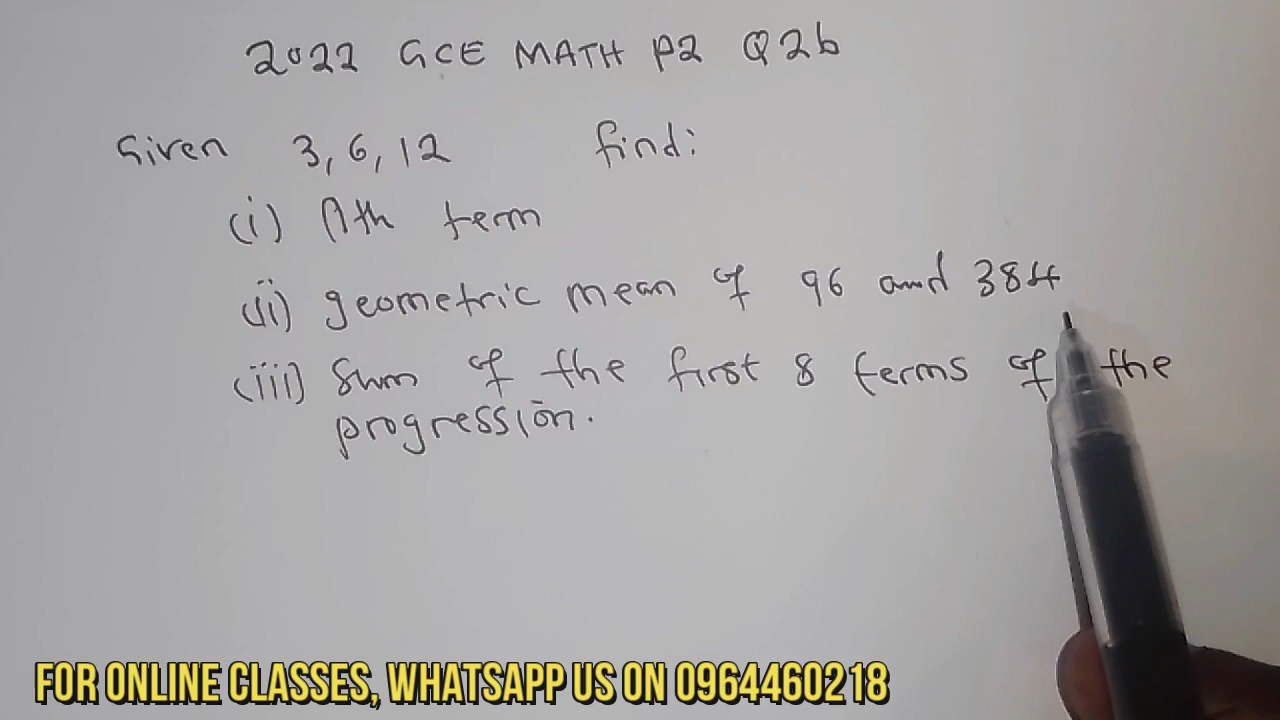 2022 GCE MATH P2 Q2b
Given 3, 6, 12 find:
(i) nth term
(ii) geometric mean of 96 and 384
(iii) Sum of the first 8 terms of the
progression.
FOR ONLINE CLASSES, WHATSAPP US ON 0964460218